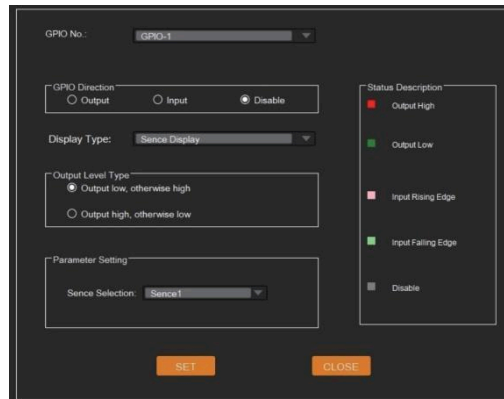 GPIO No.: GPIO-1
GPIO Direction
Output Input Disable
Display Type: Sence Display
Output Level Type
Output low, otherwise high
Output high, otherwise low
Parameter Setting
Sence Selection: Sence1
Status Description
Output High
Output Low
Input Rising Edge
Input Falling Edge
Disable
SET CLOSE